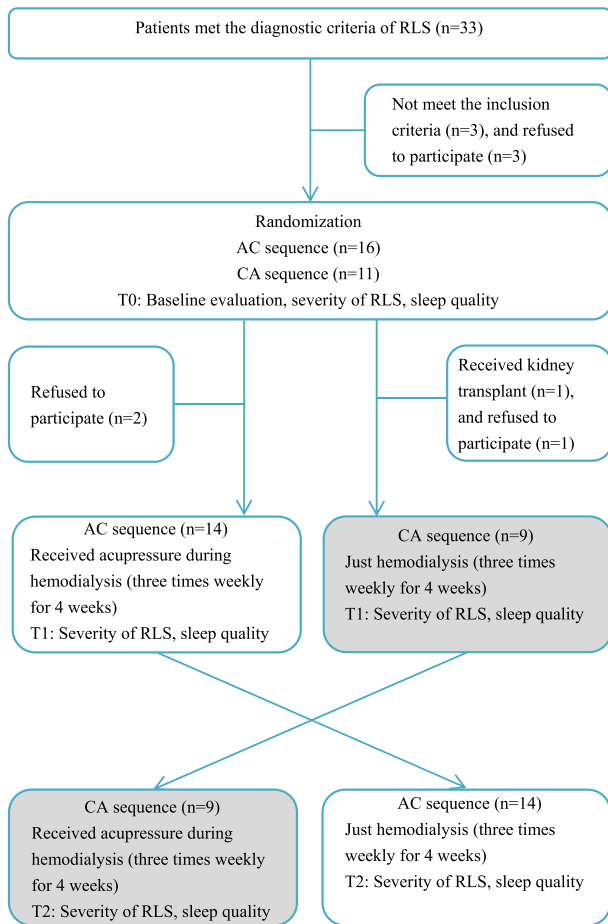 Patients met the diagnostic criteria of RLS (n=33)
Not meet the inclusion
criteria (n=3), and refused
to participate (n=3)
Randomization
AC sequence (n=16)
CA sequence (n=11)
T0: Baseline evaluation, severity of RLS, sleep quality
Refused to
participate (n=2)
Received kidney
transplant (n=1),
and refused to
participate (n=1)
AC sequence (n=14)
Received acupressure during
hemodialysis (three times weekly
for 4 weeks)
T1: Severity of RLS, sleep quality
CA sequence (n=9)
Just hemodialysis (three times
weekly for 4 weeks)
T1: Severity of RLS, sleep quality
CA sequence (n=9)
Received acupressure during
hemodialysis (three times weekly
for 4 weeks)
T2: Severity of RLS, sleep quality
AC sequence (n=14)
Just hemodialysis (three times
weekly for 4 weeks)
T2: Severity of RLS, sleep quality